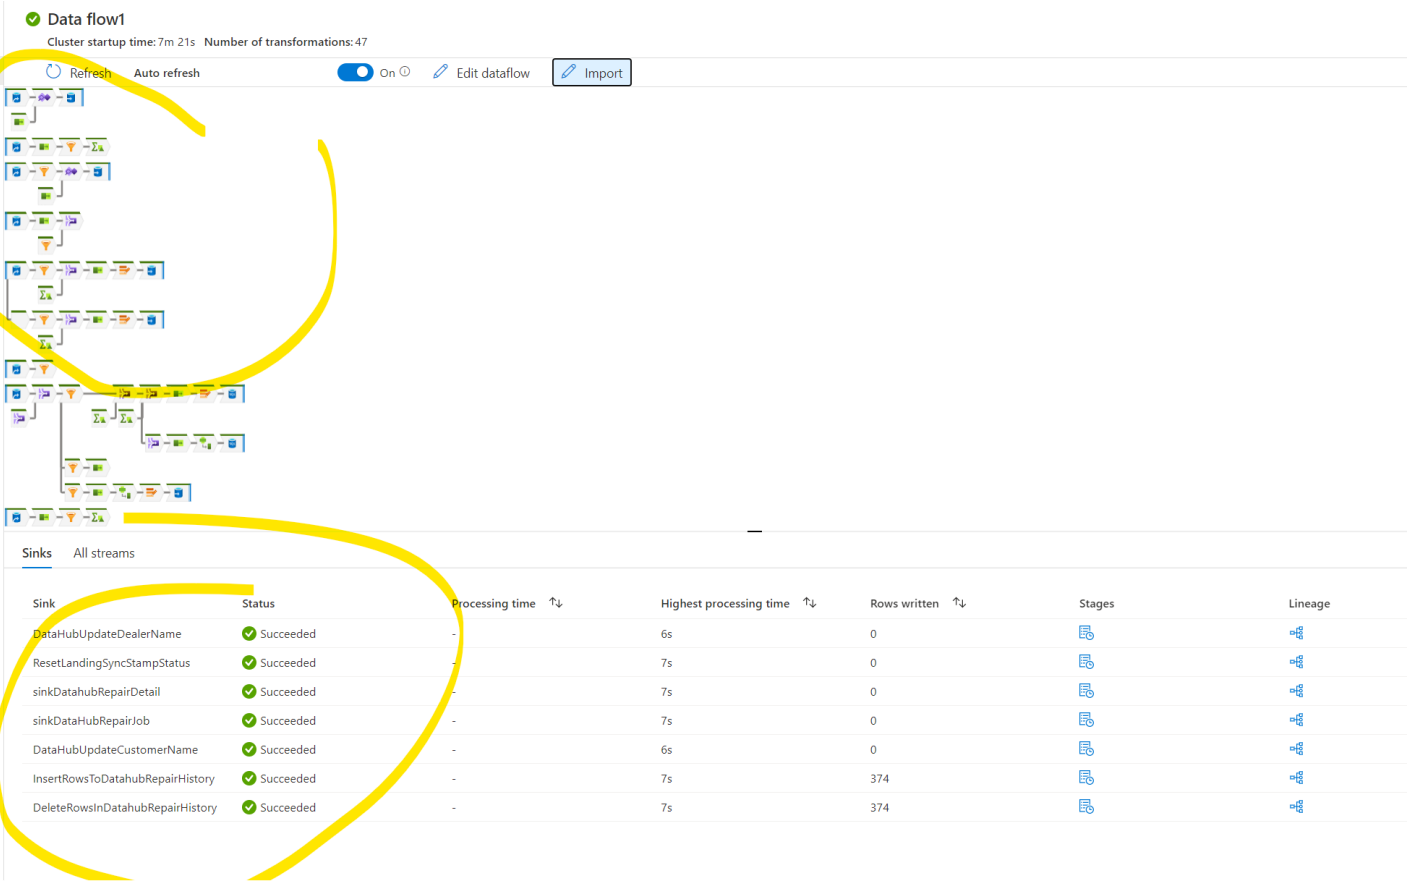 Data flow1
Cluster startup time: 7m 21s Number of transformations: 47
Refresh Auto refresh On Edit dataflow Import
Sinks All streams
Sink Status Processing time Highest processing time Rows written Stages Lineage
DataHubUpdateDealerName Succeeded - 6s 0
ResetLandingSyncStampStatus Succeeded - 7s 0
sinkDatahubRepairDetail Succeeded - 7s 0
sinkDataHubRepairJob Succeeded - 7s 0
DataHubUpdateCustomerName Succeeded - 6s 0
InsertRowsToDatahubRepairHistory Succeeded - 7s 374
DeleteRowsInDatahubRepairHistory Succeeded - 7s 374